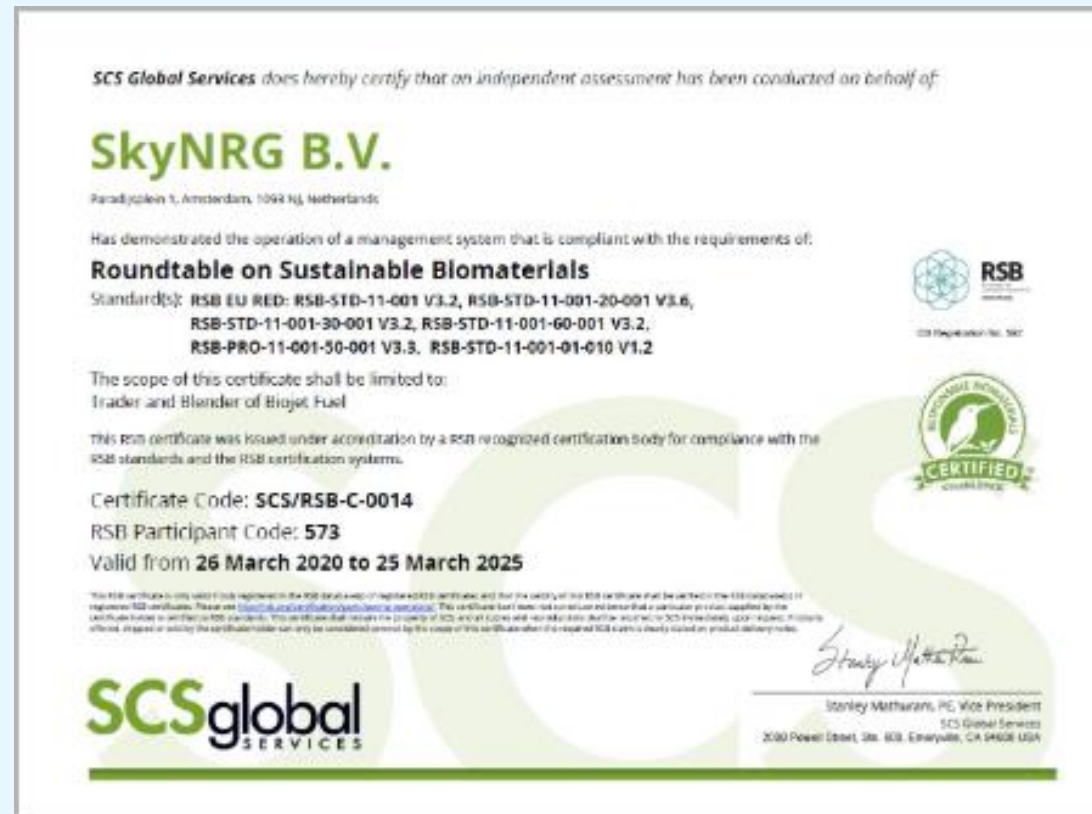 SCS Global Services does hereby certify that an independent assessment has been conducted on behalf of:
SkyNRG B.V.
Paradijsplein 1, Amsterdam, 1093 NJ, Netherlands
Has demonstrated the operation of a management system that is compliant with the requirements of:
Roundtable on Sustainable Biomaterials
Standard(s): RSB EU RED: RSB-STD-11-001 V3.2, RSB-STD-11-001-20-001 V3.6,
RSB-STD-11-001-30-001 V3.2, RSB-STD-11-001-60-001 V3.2,
RSB-PRO-11-001-50-001 V3.3, RSB-STD-11-001-01-010 V1.2
RSB
The scope of this certificate shall be limited to:
Trader and Blender of Biojet Fuel
This RSB certificate was issued under accreditation by a RSB recognized certification body for compliance with the
RSB standards and the RSB certification systems.
CERTIFIED
Certificate Code: SCS/RSB-C-0014
RSB Participant Code: 573
Valid from 26 March 2020 to 25 March 2025
SCSglobal
SERVICES
Stanley Mathuram, PE, Vice President
SCS Global Services
2000 Powell Street, Ste. 600, Emeryville, CA 94608 USA
SCS